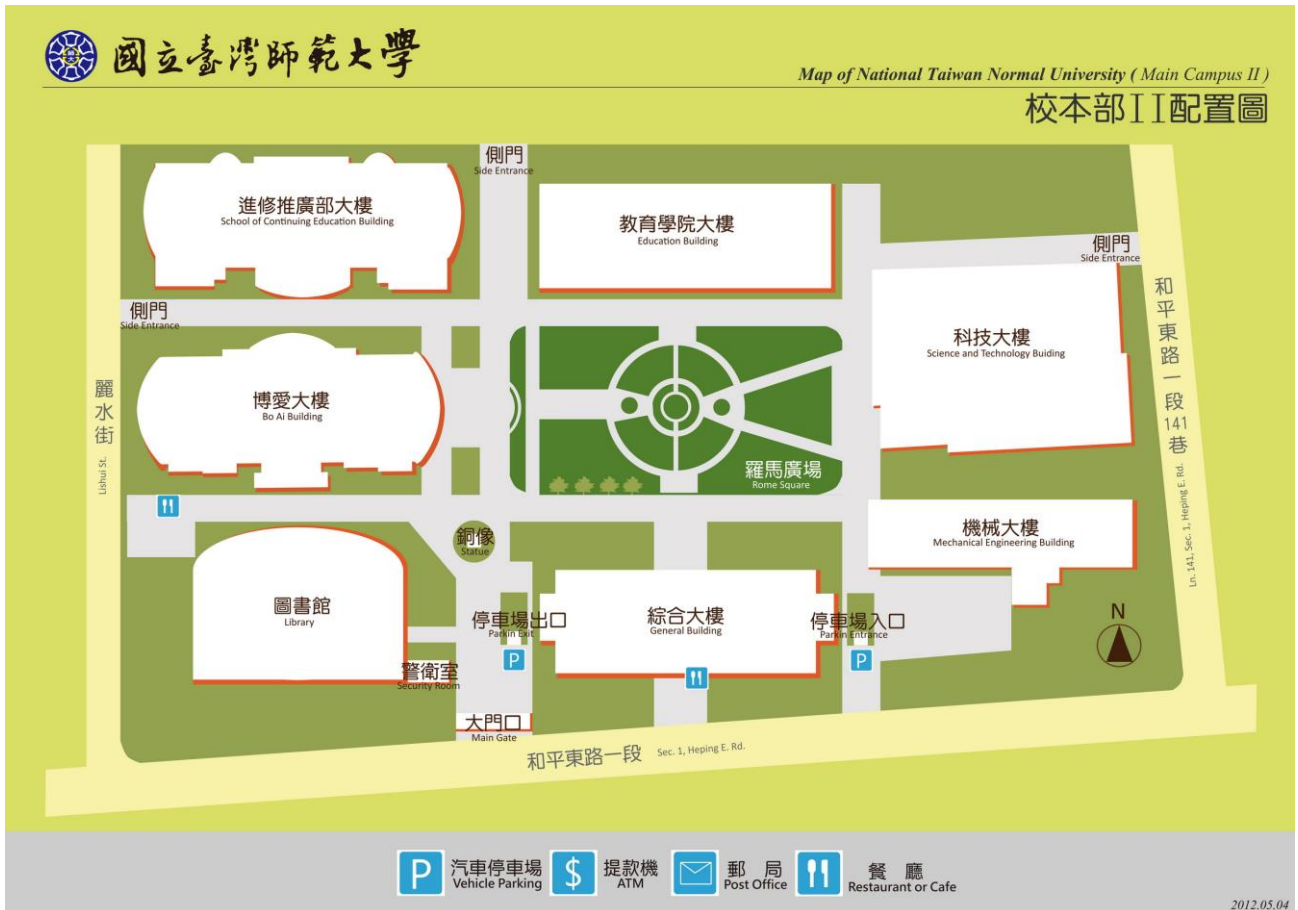 國立臺灣師範大學
Map of National Taiwan Normal University ( Main Campus II )
校本部II配置圖
側門
Side Entrance
進修推廣部大樓
School of Continuing Education Building
教育學院大樓
Education Building
側門
Side Entrance
側門
Side Entrance
科技大樓
Science and Technology Buiding
博愛大樓
Bo Ai Building
麗水街
Lishui St.
和平東路一段141巷
Ln. 141, Sec. 1, Heping E. Rd.
羅馬廣場
Rome Square
銅像
Statue
機械大樓
Mechanical Engineering Building
圖書館
Library
停車場出口
Parkin Exit
P
綜合大樓
General Building
停車場入口
Parkin Entrance
P
N
警衛室
Security Room
大門口
Main Gate
和平東路一段 Sec. 1, Heping E. Rd.
P 汽車停車場
Vehicle Parking
$ 提款機
ATM
郵局
Post Office
餐廳
Restaurant or Cafe
2012.05.04